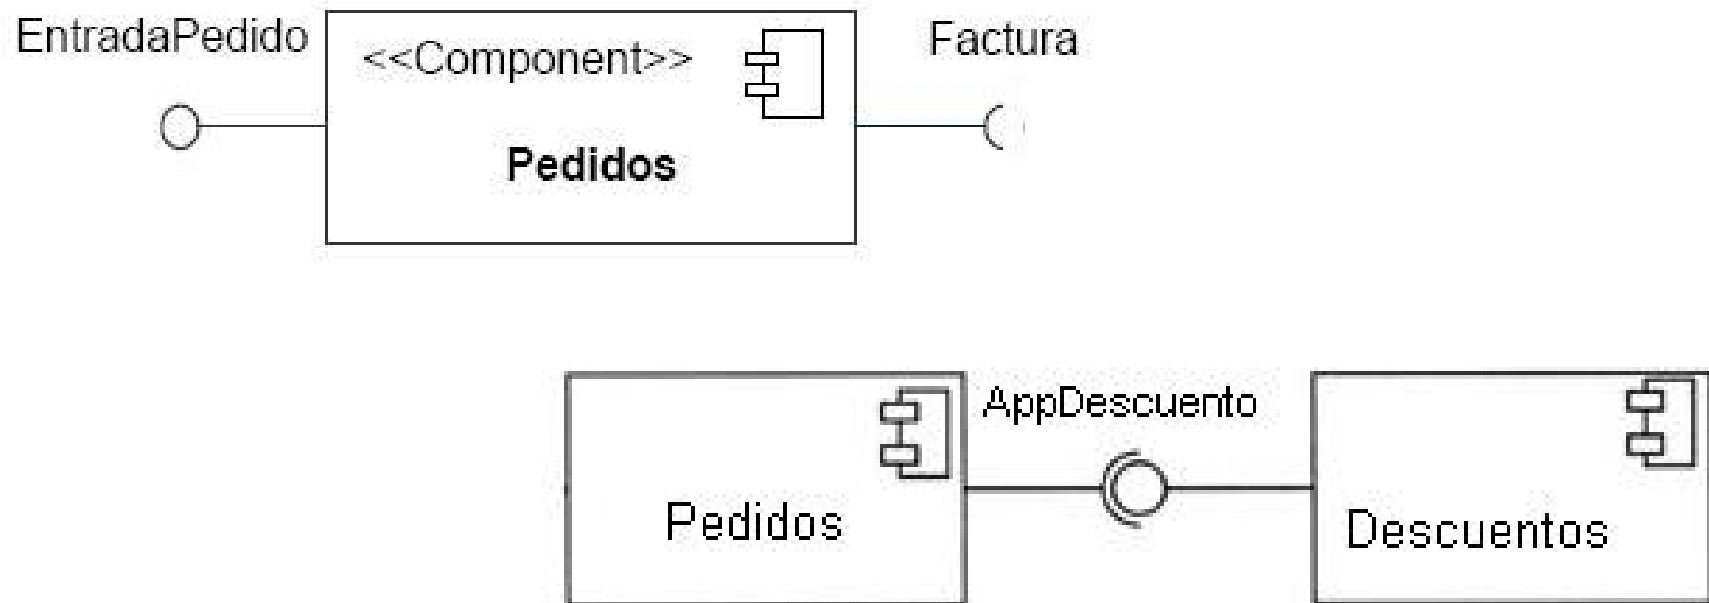 EntradaPedido
<<Component>>
Factura
Pedidos
AppDescuento
Pedidos
Descuentos